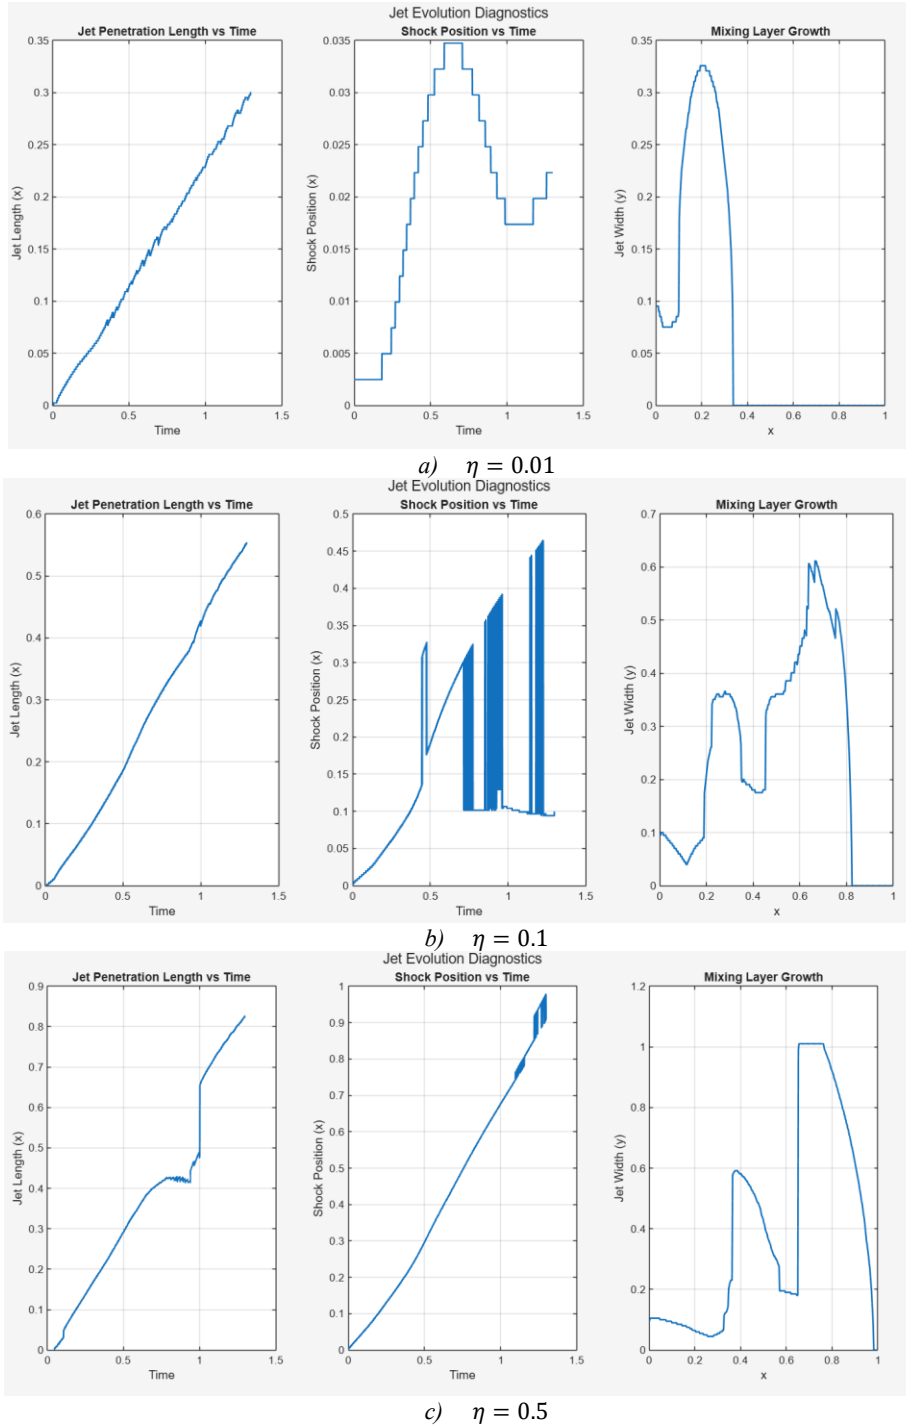 Jet Evolution Diagnostics
Jet Penetration Length vs Time
Shock Position vs Time
Mixing Layer Growth
Jet Length (x)
0.35
0.3
0.25
0.2
0.15
0.1
0.05
0
0 0.5 1 1.5
Time
Shock Position (x)
0.035
0.03
0.025
0.02
0.015
0.01
0.005
0
0 0.5 1 1.5
Time
Jet Width (y)
0.35
0.3
0.25
0.2
0.15
0.1
0.05
0
0 0.2 0.4 0.6 0.8 1
x
a) η = 0.01
Jet Evolution Diagnostics
Jet Penetration Length vs Time
Shock Position vs Time
Mixing Layer Growth
Jet Length (x)
0.6
0.5
0.4
0.3
0.2
0.1
0
0 0.5 1 1.5
Time
Shock Position (x)
0.5
0.45
0.4
0.35
0.3
0.25
0.2
0.15
0.1
0.05
0
0 0.5 1 1.5
Time
Jet Width (y)
0.7
0.6
0.5
0.4
0.3
0.2
0.1
0
0 0.2 0.4 0.6 0.8 1
x
b) η = 0.1
Jet Evolution Diagnostics
Jet Penetration Length vs Time
Shock Position vs Time
Mixing Layer Growth
Jet Length (x)
0.9
0.8
0.7
0.6
0.5
0.4
0.3
0.2
0.1
0
0 0.5 1 1.5
Time
Shock Position (x)
1
0.9
0.8
0.7
0.6
0.5
0.4
0.3
0.2
0.1
0
0 0.5 1 1.5
Time
Jet Width (y)
1.2
1
0.8
0.6
0.4
0.2
0
0 0.2 0.4 0.6 0.8 1
x
c) η = 0.5